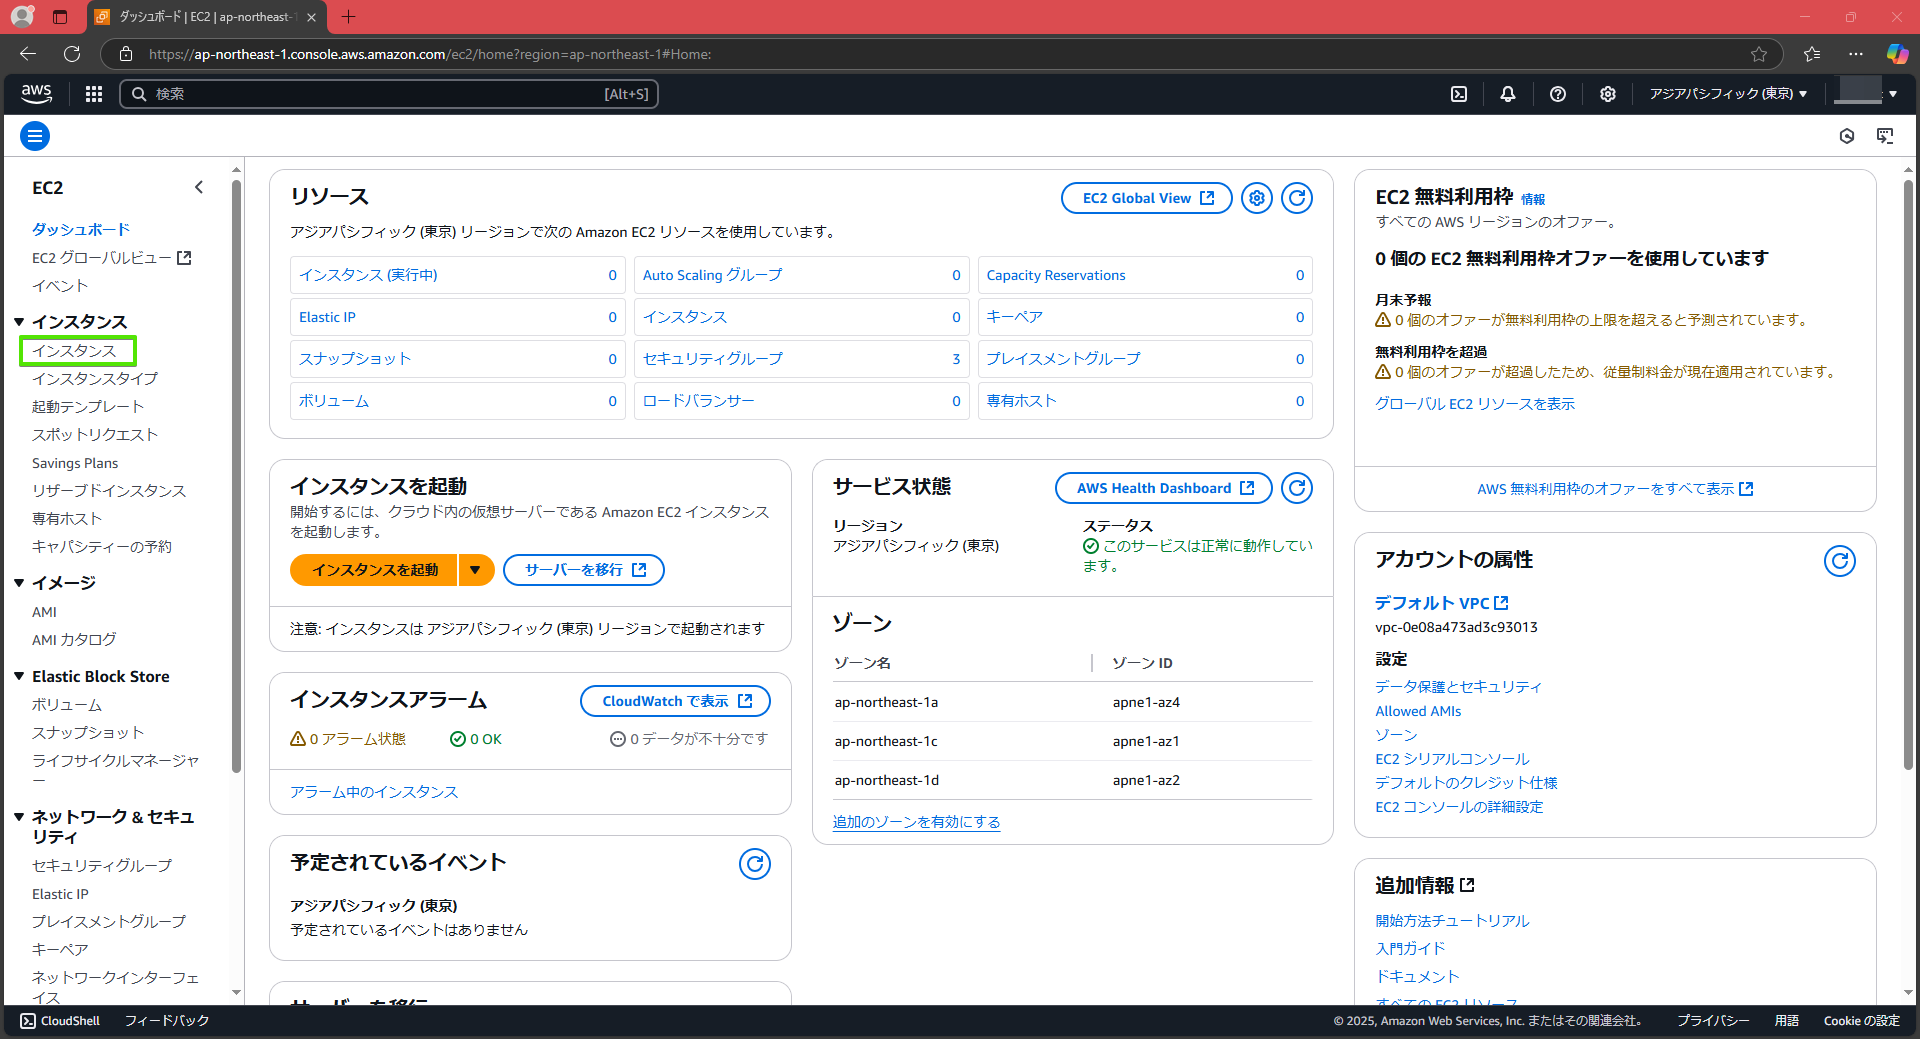 ダッシュボード | EC2 | ap-northeast-1
https://ap-northeast-1.console.aws.amazon.com/ec2/home?region=ap-northeast-1#Home:
aws
検索
[Alt+S]
アジアパシフィック (東京)
EC2
ダッシュボード
EC2 グローバルビュー
イベント
インスタンス
インスタンス
インスタンスタイプ
起動テンプレート
スポットリクエスト
Savings Plans
リザーブドインスタンス
専有ホスト
キャパシティーの予約
イメージ
AMI
AMI カタログ
Elastic Block Store
ボリューム
スナップショット
ライフサイクルマネージャ
ー
ネットワーク & セキュ
リティ
セキュリティグループ
Elastic IP
プレイスメントグループ
キーペア
ネットワークインターフェ
イス
リソース
EC2 Global View
アジアパシフィック (東京) リージョンで次の Amazon EC2 リソースを使用しています。
インスタンス (実行中) 0
Auto Scaling グループ 0
Capacity Reservations 0
Elastic IP 0
インスタンス 0
キーペア 0
スナップショット 0
セキュリティグループ 3
プレイスメントグループ 0
ボリューム 0
ロードバランサー 0
専有ホスト 0
インスタンスを起動
開始するには、クラウド内の仮想サーバーである Amazon EC2 インスタンス
を起動します。
インスタンスを起動
サーバーを移行
注意: インスタンスは アジアパシフィック (東京) リージョンで起動されます
インスタンスアラーム
CloudWatch で表示
0 アラーム状態
0 OK
0 データが不十分です
アラーム中のインスタンス
予定されているイベント
アジアパシフィック (東京)
予定されているイベントはありません
サーバーを移行
サービス状態
AWS Health Dashboard
リージョン
アジアパシフィック (東京)
ステータス
このサービスは正常に動作してい
ます。
ゾーン
ゾーン名
ゾーン ID
ap-northeast-1a apne1-az4
ap-northeast-1c apne1-az1
ap-northeast-1d apne1-az2
追加のゾーンを有効にする
EC2 無料利用枠 情報
すべての AWS リージョンのオファー。
0 個の EC2 無料利用枠オファーを使用しています
月末予報
0 個のオファーが無料利用枠の上限を超えると予測されています。
無料利用枠を超過
0 個のオファーが超過したため、従量制料金が現在適用されています。
グローバル EC2 リソースを表示
AWS 無料利用枠のオファーをすべて表示
アカウントの属性
デフォルト VPC
vpc-0e08a473ad3c93013
設定
データ保護とセキュリティ
Allowed AMIs
ゾーン
EC2 シリアルコンソール
デフォルトのクレジット仕様
EC2 コンソールの詳細設定
追加情報
開始方法チュートリアル
入門ガイド
ドキュメント
すべての EC2 リソース
CloudShell
フィードバック
© 2025, Amazon Web Services, Inc. またはその関連会社。
プライバシー
用語
Cookie の設定